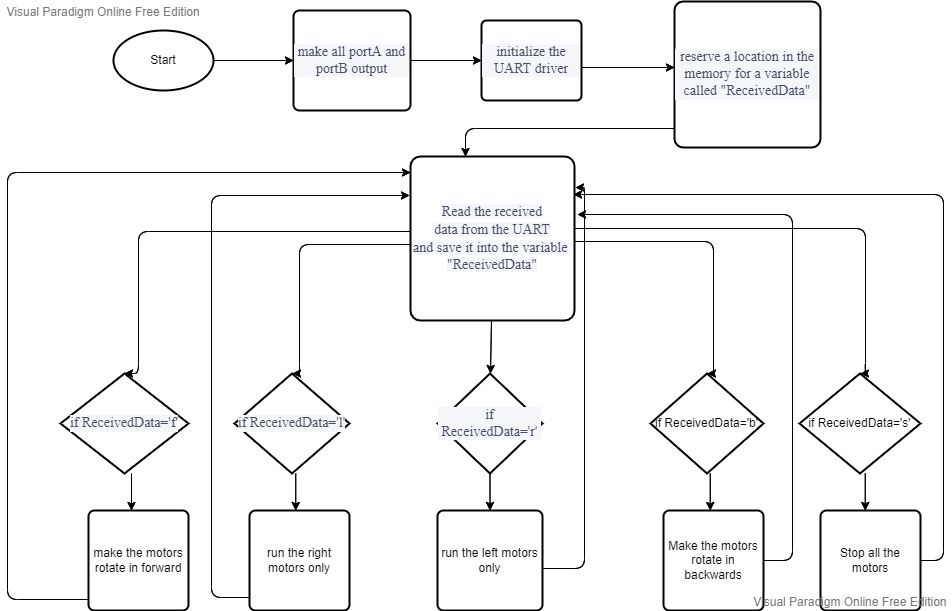 Visual Paradigm Online Free Edition
Start
make all portA and
portB output
initialize the
UART driver
reserve a location in the
memory for a variable
called "ReceivedData"
Read the received
data from the UART
and save it into the variable
"ReceivedData"
if ReceivedData='f'
if ReceivedData='l'
if
ReceivedData='r'
if ReceivedData='b'
if ReceivedData='s'
make the motors
rotate in forward
run the right
motors only
run the left motors
only
Make the motors
rotate in
backwards
Stop all the
motors
Visual Paradigm Online Free Edition